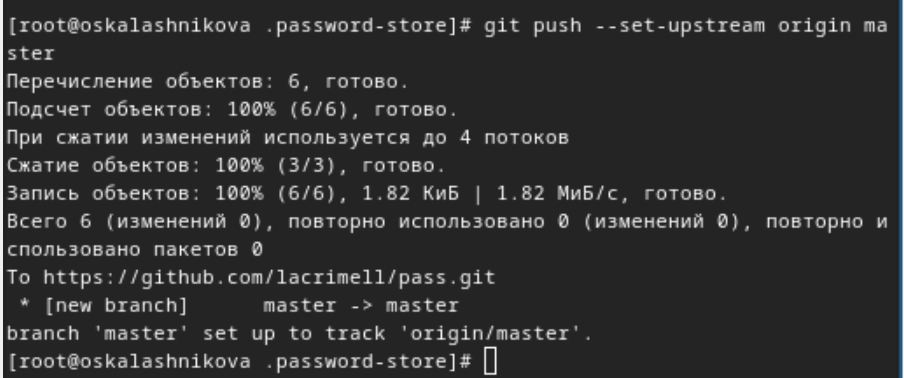 [root@oskalashnikova .password-store]# git push --set-upstream origin ma
ster
Перечисление объектов: 6, готово.
Подсчет объектов: 100% (6/6), готово.
При сжатии изменений используется до 4 потоков
Сжатие объектов: 100% (3/3), готово.
Запись объектов: 100% (6/6), 1.82 КиБ | 1.82 МиБ/с, готово.
Всего 6 (изменений 0), повторно использовано 0 (изменений 0), повторно и
спользовано пакетов 0
To https://github.com/lacrimell/pass.git
 * [new branch]      master -> master
branch 'master' set up to track 'origin/master'.
[root@oskalashnikova .password-store]#